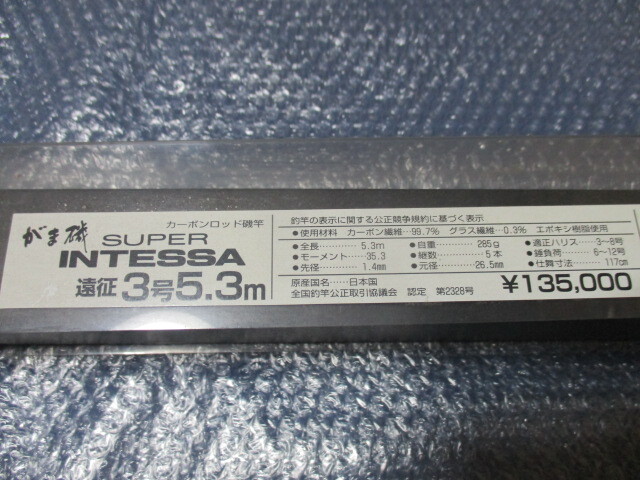 がま磯
カーボンロッド磯竿
SUPER
INTESSA
遠征 3号5.3m
釣竿の表示に関する公正競争規約に基づく表示
●使用材料 カーボン繊維…99.7% グラス繊維…0.3% エポキシ樹脂使用
●全長………… 5.3m ●自重………… 285g ●適正ハリス… 3〜8号
●モーメント…… 35.3 ●継数………… 5本 ●錘負荷…… 6〜12号
●先径………… 1.4mm ●元径………… 26.5mm ●仕舞寸法…… 117cm
原産国名……日本国
全国釣竿公正取引協議会 認定 第2328号
¥135,000